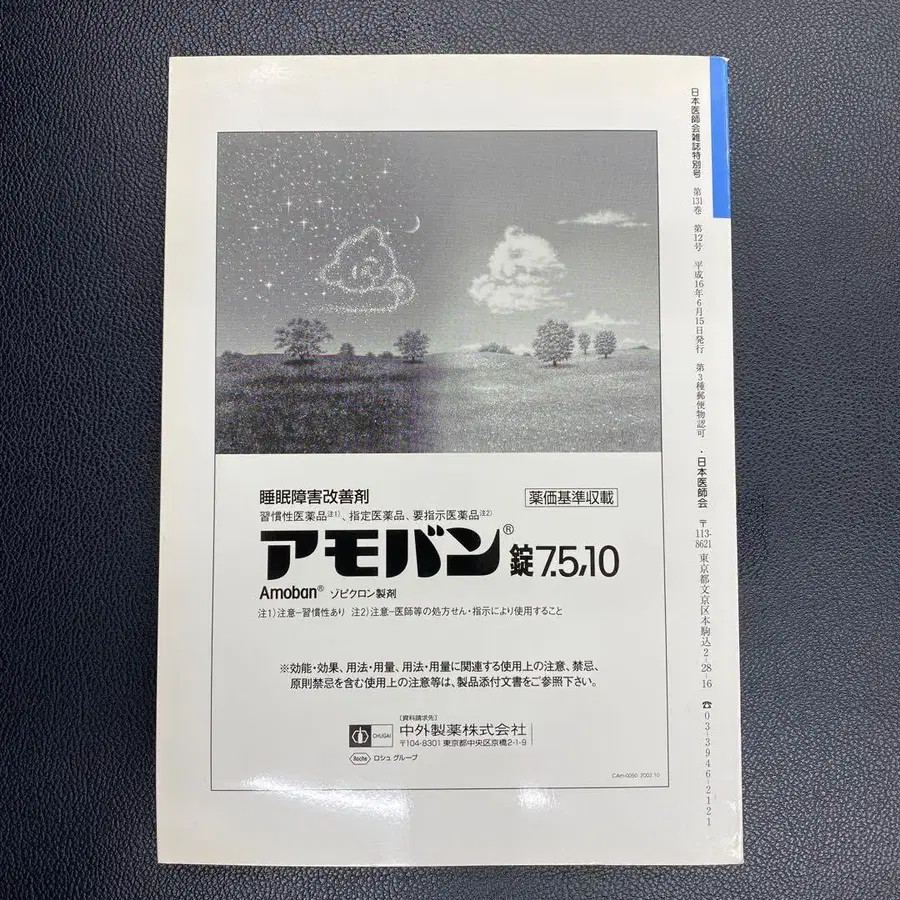 日本医師会雑誌特別号 第131巻 第12号 平成16年6月15日発行 第3種郵便物認可 ・日本医師会 〒113-8621 東京都文京区本駒込2-28-16 ☎03-3946-2121
睡眠障害改善剤 薬価基準収載
習慣性医薬品注1)、指定医薬品、要指示医薬品注2)
アモバン®錠7.5,10
Amoban® ゾピクロン製剤
注1)注意−習慣性あり 注2)注意−医師等の処方せん・指示により使用すること
※効能・効果、用法・用量、用法・用量に関連する使用上の注意、禁忌、
原則禁忌を含む使用上の注意等は、製品添付文書をご参照下さい。
〔資料請求先〕
CHUGAI 中外製薬株式会社
〒104-8301 東京都中央区京橋2-1-9
Roche ロシュ グループ
CAm-0050 2002.10